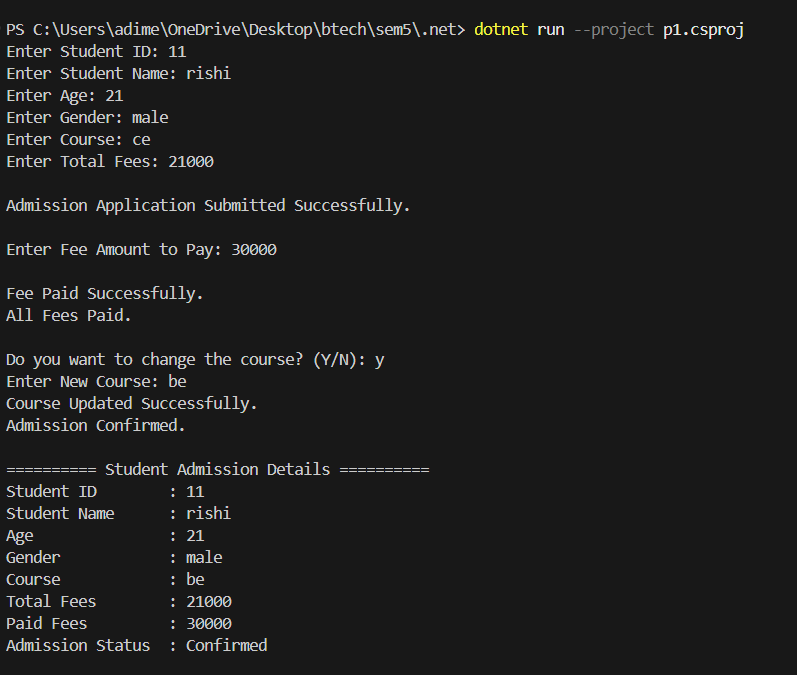 PS C:\Users\adime\OneDrive\Desktop\btech\sem5\.net> dotnet run --project p1.csproj
Enter Student ID: 11
Enter Student Name: rishi
Enter Age: 21
Enter Gender: male
Enter Course: ce
Enter Total Fees: 21000
Admission Application Submitted Successfully.
Enter Fee Amount to Pay: 30000
Fee Paid Successfully.
All Fees Paid.
Do you want to change the course? (Y/N): y
Enter New Course: be
Course Updated Successfully.
Admission Confirmed.
========== Student Admission Details ==========
Student ID        : 11
Student Name      : rishi
Age               : 21
Gender            : male
Course            : be
Total Fees        : 21000
Paid Fees         : 30000
Admission Status  : Confirmed